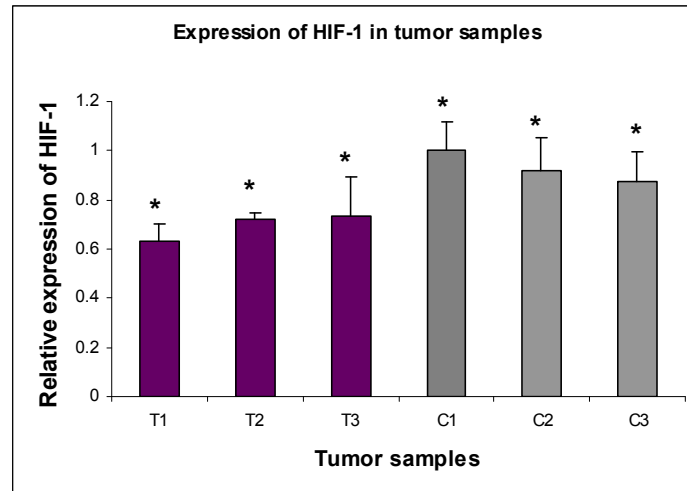 Expression of HIF-1 in tumor samples
Relative expression of HIF-1
1.2
1
0.8
0.6
0.4
0.2
0
* * * * * *
T1 T2 T3 C1 C2 C3
Tumor samples